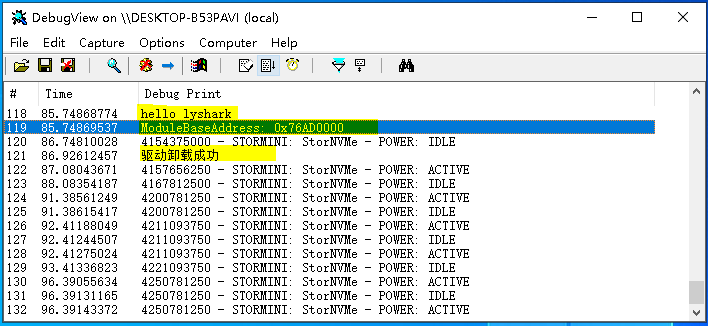 DebugView on \\DESKTOP-B53PAVI (local)
File Edit Capture Options Computer Help
# Time Debug Print
118 85.74868774 hello lyshark
119 85.74869537 ModuleBaseAddress: 0x76AD0000
120 86.74810028 4154375000 - STORMINI: StorNVMe - POWER: IDLE
121 86.92612457 驱动卸载成功
122 87.08043671 4157656250 - STORMINI: StorNVMe - POWER: ACTIVE
123 88.08354187 4167812500 - STORMINI: StorNVMe - POWER: IDLE
124 91.38561249 4200781250 - STORMINI: StorNVMe - POWER: ACTIVE
125 91.38615417 4200781250 - STORMINI: StorNVMe - POWER: IDLE
126 92.41188049 4211093750 - STORMINI: StorNVMe - POWER: ACTIVE
127 92.41244507 4211093750 - STORMINI: StorNVMe - POWER: IDLE
128 92.41275024 4211093750 - STORMINI: StorNVMe - POWER: ACTIVE
129 93.41336823 4221093750 - STORMINI: StorNVMe - POWER: IDLE
130 96.39055634 4250781250 - STORMINI: StorNVMe - POWER: ACTIVE
131 96.39131165 4250781250 - STORMINI: StorNVMe - POWER: IDLE
132 96.39143372 4250781250 - STORMINI: StorNVMe - POWER: ACTIVE